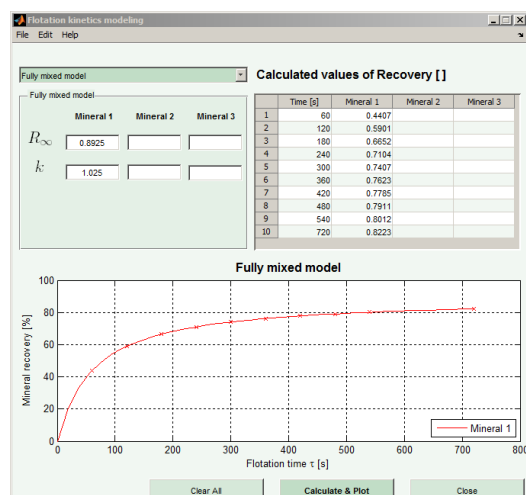 Flotation kinetics modeling
File Edit Help
Fully mixed model
Calculated values of Recovery [ ]
Fully mixed model
Mineral 1 Mineral 2 Mineral 3
R∞ 0.8925
k 1.025
Time [s] Mineral 1 Mineral 2 Mineral 3
1 60 0.4407
2 120 0.5901
3 180 0.6652
4 240 0.7104
5 300 0.7407
6 360 0.7623
7 420 0.7785
8 480 0.7911
9 540 0.8012
10 720 0.8223
Fully mixed model
Mineral recovery [%]
100
80
60
40
20
0
0 100 200 300 400 500 600 700 800
Mineral 1
Flotation time τ [s]
Clear All Calculate & Plot Close